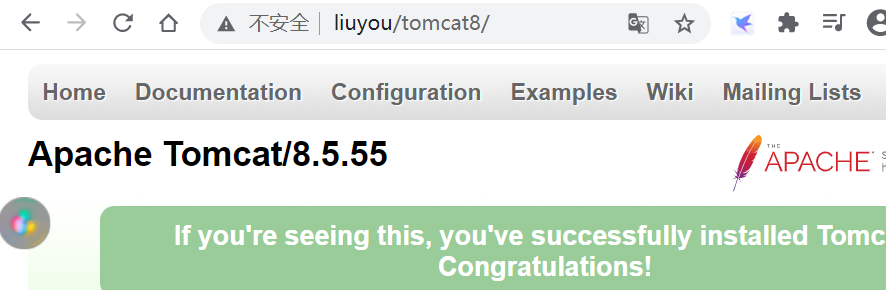 不安全 liuyou/tomcat8/
Home Documentation Configuration Examples Wiki Mailing Lists
Apache Tomcat/8.5.55
THE
APACHE
If you're seeing this, you've successfully installed
Congratulations!